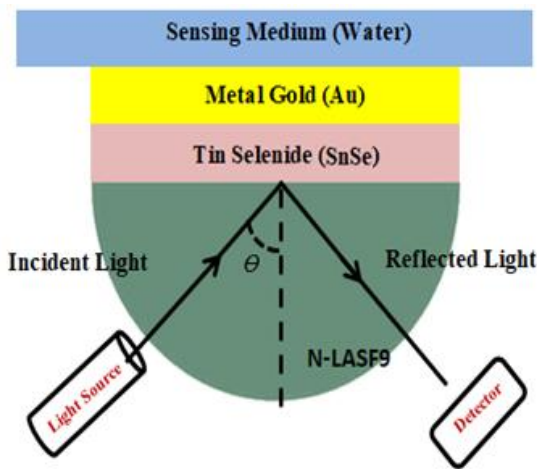 Sensing Medium (Water)
Metal Gold (Au)
Tin Selenide (SnSe)
Incident Light
θ
Reflected Light
N-LASF9
Light Source
Detector